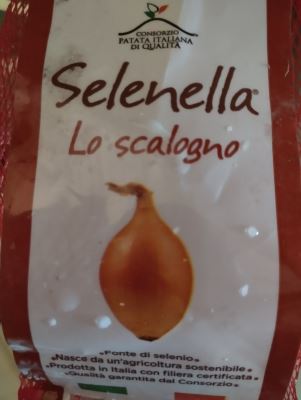 CONSORZIO
PATATA ITALIANA
DI QUALITÀ
Selenella®
Lo scalogno
•Fonte di selenio•
•Nasce da un'agricoltura sostenibile•
•Prodotta in Italia con filiera certificata•
•Qualità garantita dal Consorzio•